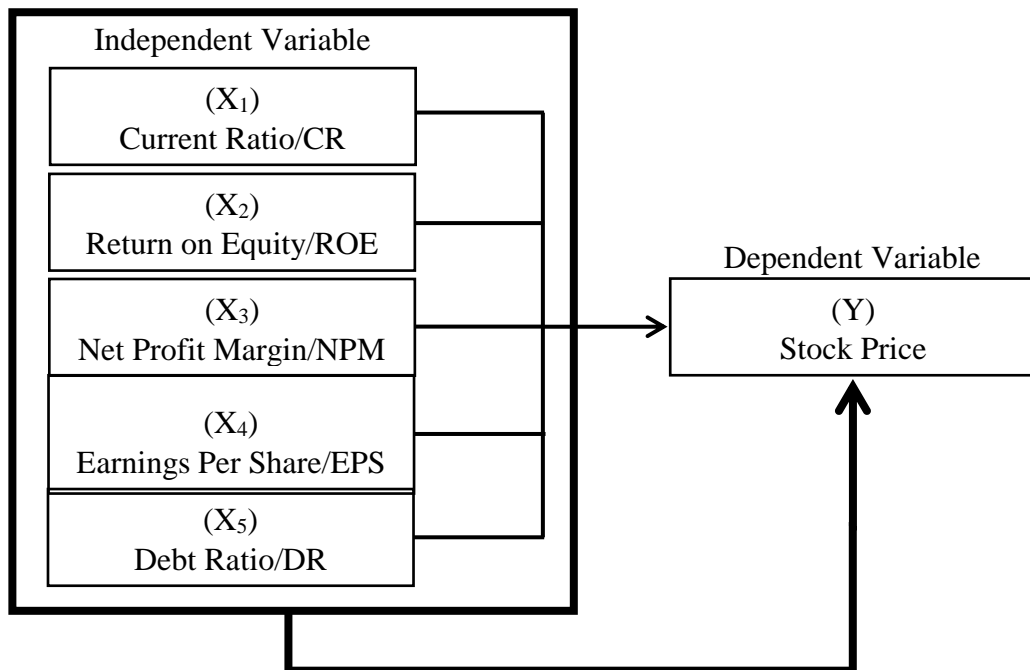 Independent Variable
(X₁)
Current Ratio/CR
(X₂)
Return on Equity/ROE
(X₃)
Net Profit Margin/NPM
(X₄)
Earnings Per Share/EPS
(X₅)
Debt Ratio/DR
Dependent Variable
(Y)
Stock Price